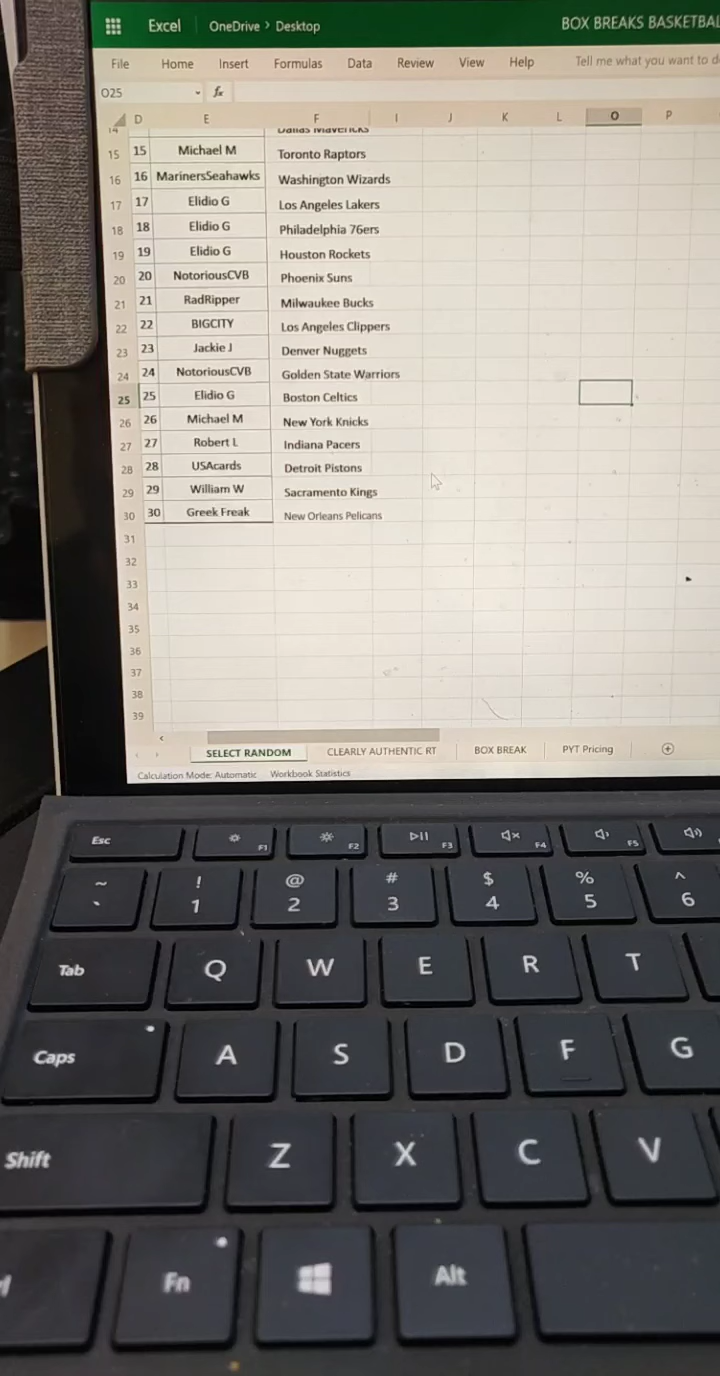 Excel OneDrive > Desktop BOX BREAKS BASKETBAL
File Home Insert Formulas Data Review View Help Tell me what you want to d
O25 fx
D E F I J K L O P
14 Dallas Mavericks
15 15 Michael M Toronto Raptors
16 16 MarinersSeahawks Washington Wizards
17 17 Elidio G Los Angeles Lakers
18 18 Elidio G Philadelphia 76ers
19 19 Elidio G Houston Rockets
20 20 NotoriousCVB Phoenix Suns
21 21 RadRipper Milwaukee Bucks
22 22 BIGCITY Los Angeles Clippers
23 23 Jackie J Denver Nuggets
24 24 NotoriousCVB Golden State Warriors
25 25 Elidio G Boston Celtics
26 26 Michael M New York Knicks
27 27 Robert L Indiana Pacers
28 28 USAcards Detroit Pistons
29 29 William W Sacramento Kings
30 30 Greek Freak New Orleans Pelicans
31
32
33
34
35
36
37
38
39
SELECT RANDOM CLEARLY AUTHENTIC RT BOX BREAK PYT Pricing
Calculation Mode: Automatic Workbook Statistics
Esc F1 F2 F3 F4 F5
~ ! @ # $ % ^
` 1 2 3 4 5 6
Tab Q W E R T
Caps A S D F G
Shift Z X C V
Fn Alt